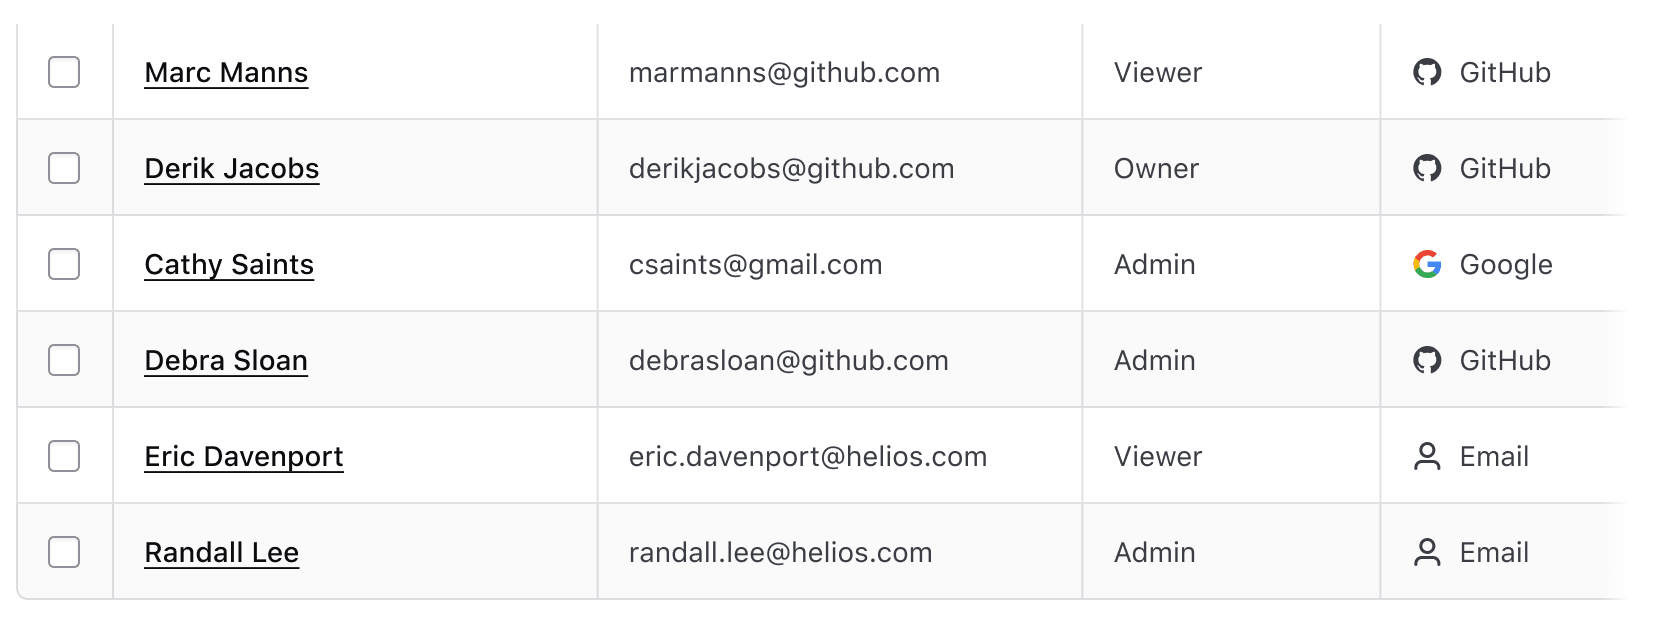 Marc Manns marmanns@github.com Viewer GitHub
Derik Jacobs derikjacobs@github.com Owner GitHub
Cathy Saints csaints@gmail.com Admin Google
Debra Sloan debrasloan@github.com Admin GitHub
Eric Davenport eric.davenport@helios.com Viewer Email
Randall Lee randall.lee@helios.com Admin Email